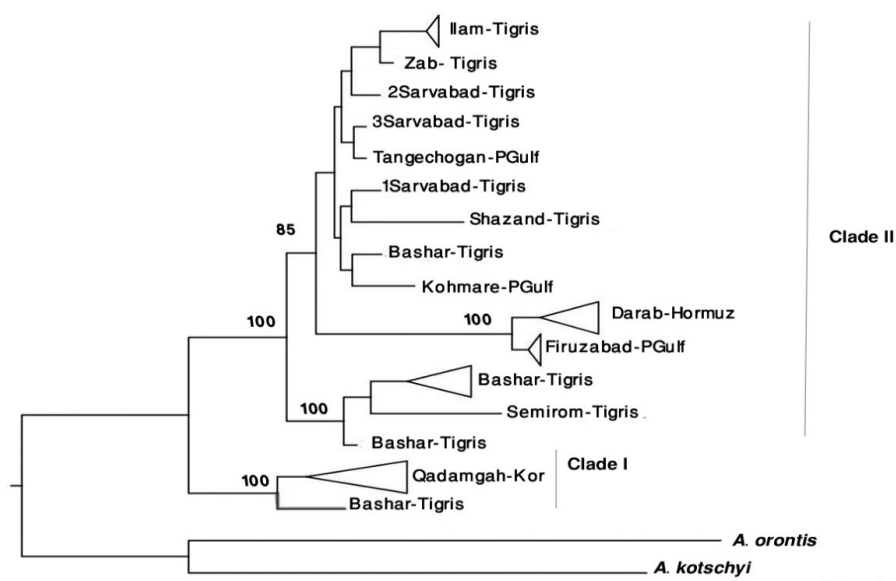 Ilam-Tigris
Zab- Tigris
2Sarvabad-Tigris
3Sarvabad-Tigris
Tangechogan-PGulf
1Sarvabad-Tigris
Shazand-Tigris
85
Clade II
Bashar-Tigris
Kohmare-PGulf
Darab-Hormuz
100
100
Firuzabad-PGulf
Bashar-Tigris
100
Semirom-Tigris
Bashar-Tigris
Clade I
100
Qadamgah-Kor
Bashar-Tigris
A. orontis
A. kotschyi